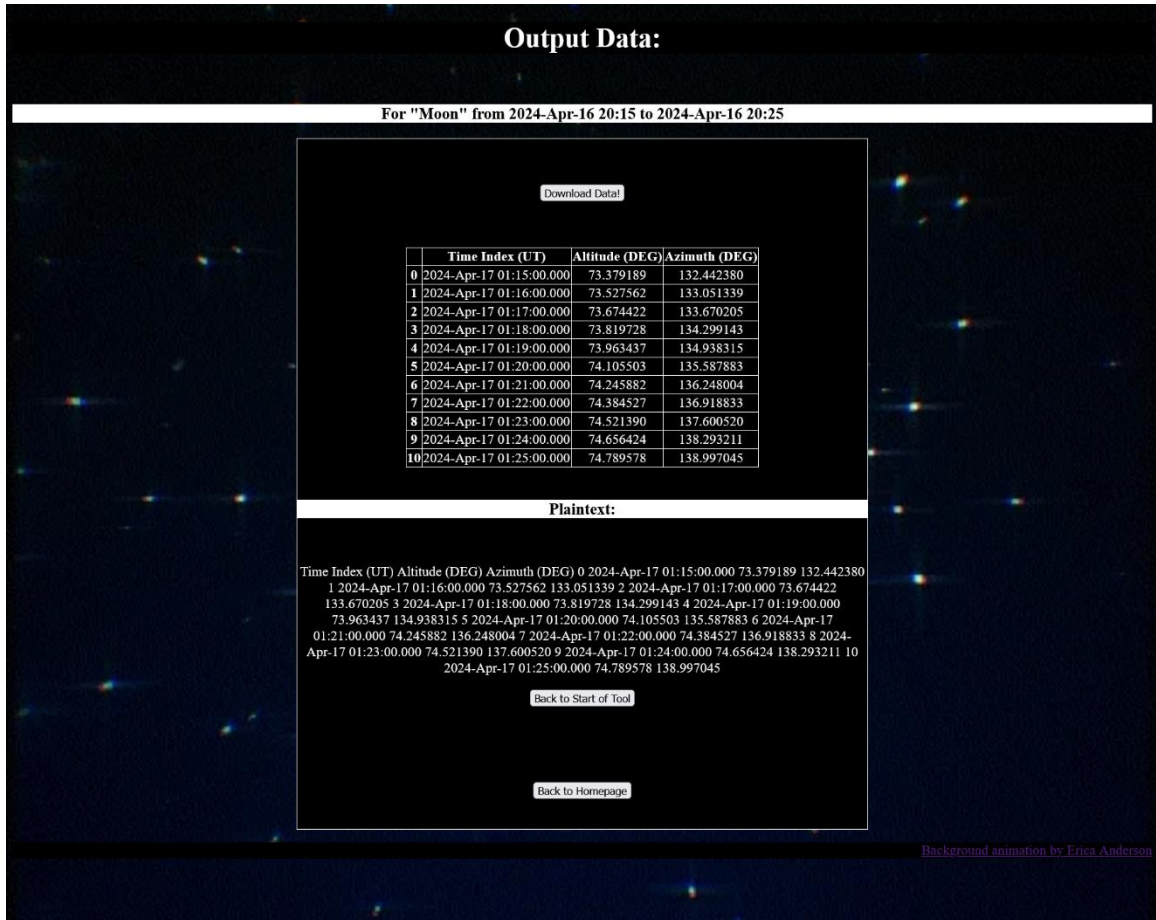 Output Data:
For "Moon" from 2024-Apr-16 20:15 to 2024-Apr-16 20:25
Download Data!
Time Index (UT) Altitude (DEG) Azimuth (DEG)
0 2024-Apr-17 01:15:00.000 73.379189 132.442380
1 2024-Apr-17 01:16:00.000 73.527562 133.051339
2 2024-Apr-17 01:17:00.000 73.674422 133.670205
3 2024-Apr-17 01:18:00.000 73.819728 134.299143
4 2024-Apr-17 01:19:00.000 73.963437 134.938315
5 2024-Apr-17 01:20:00.000 74.105503 135.587883
6 2024-Apr-17 01:21:00.000 74.245882 136.248004
7 2024-Apr-17 01:22:00.000 74.384527 136.918833
8 2024-Apr-17 01:23:00.000 74.521390 137.600520
9 2024-Apr-17 01:24:00.000 74.656424 138.293211
10 2024-Apr-17 01:25:00.000 74.789578 138.997045
Plaintext:
Time Index (UT) Altitude (DEG) Azimuth (DEG) 0 2024-Apr-17 01:15:00.000 73.379189 132.442380
1 2024-Apr-17 01:16:00.000 73.527562 133.051339 2 2024-Apr-17 01:17:00.000 73.674422
133.670205 3 2024-Apr-17 01:18:00.000 73.819728 134.299143 4 2024-Apr-17 01:19:00.000
73.963437 134.938315 5 2024-Apr-17 01:20:00.000 74.105503 135.587883 6 2024-Apr-17
01:21:00.000 74.245882 136.248004 7 2024-Apr-17 01:22:00.000 74.384527 136.918833 8 2024-
Apr-17 01:23:00.000 74.521390 137.600520 9 2024-Apr-17 01:24:00.000 74.656424 138.293211 10
2024-Apr-17 01:25:00.000 74.789578 138.997045
Back to Start of Tool
Back to Homepage
Background animation by Erica Anderson